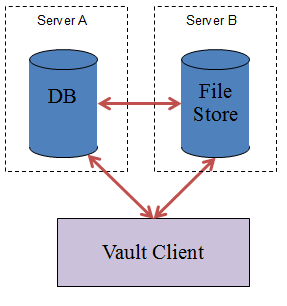 Server A
Server B
DB
File
Store
Vault Client